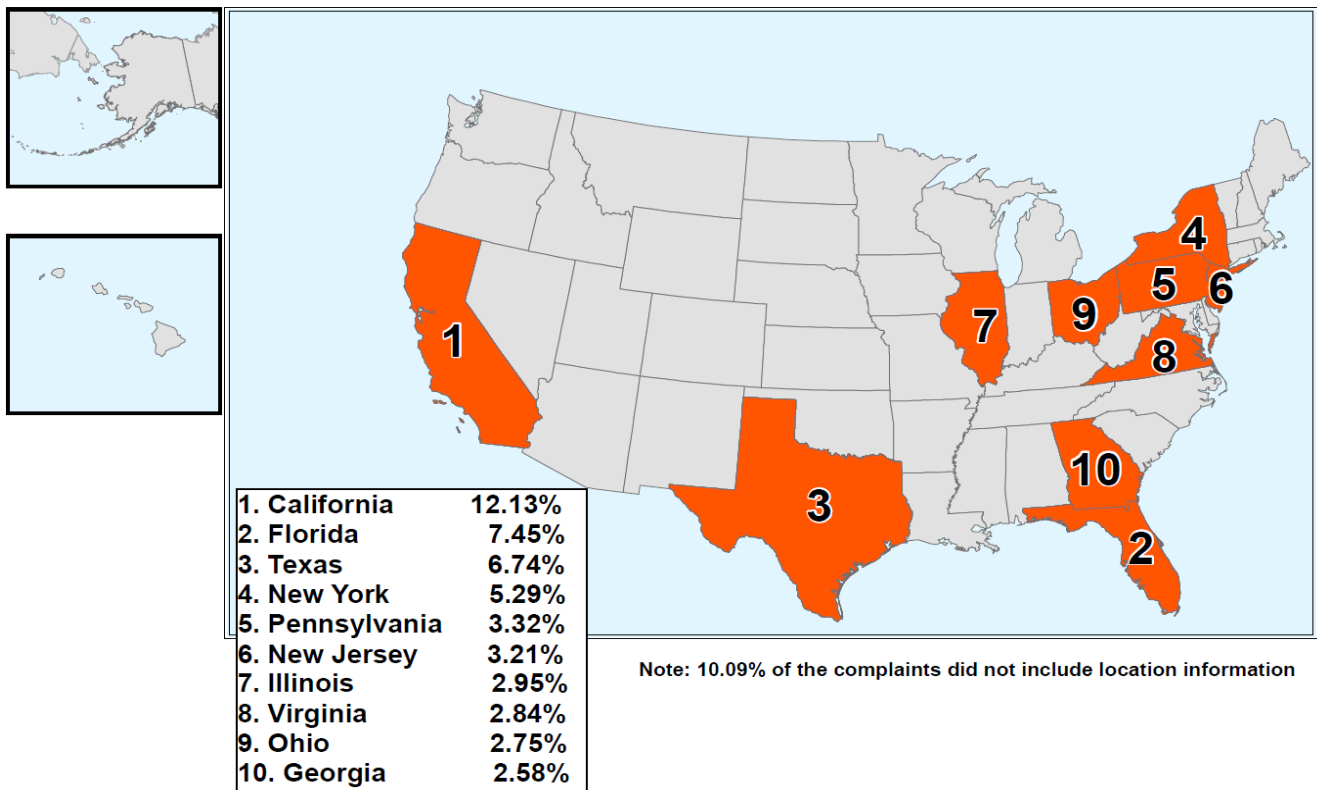 4
5
6
7
9
1
8
10
3
2
1. California 12.13%
2. Florida 7.45%
3. Texas 6.74%
4. New York 5.29%
5. Pennsylvania 3.32%
6. New Jersey 3.21%
7. Illinois 2.95%
8. Virginia 2.84%
9. Ohio 2.75%
10. Georgia 2.58%
Note: 10.09% of the complaints did not include location information